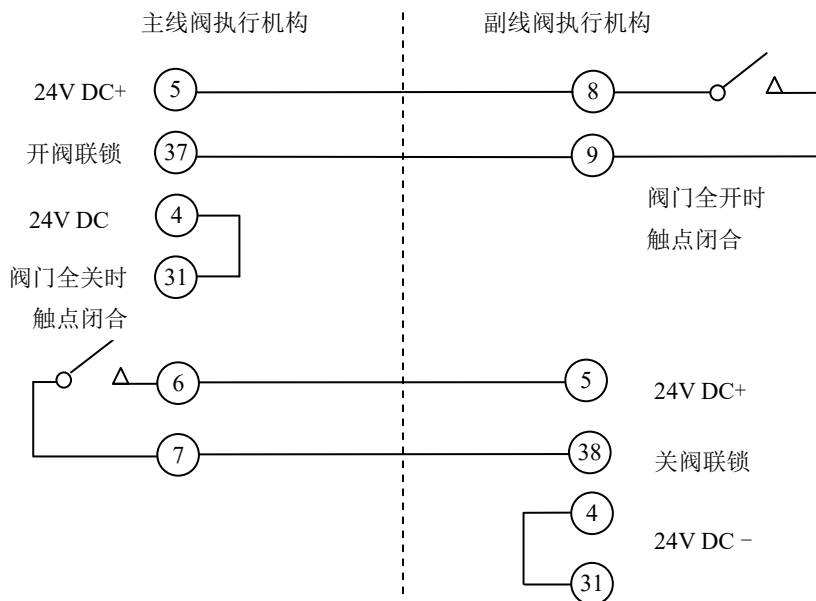 主线阀执行机构
副线阀执行机构
24V DC+
5
8
开阀联锁
37
9
24V DC
4
阀门全开时
触点闭合
阀门全关时
触点闭合
31
6
5
24V DC+
7
38
关阀联锁
4
24V DC -
31